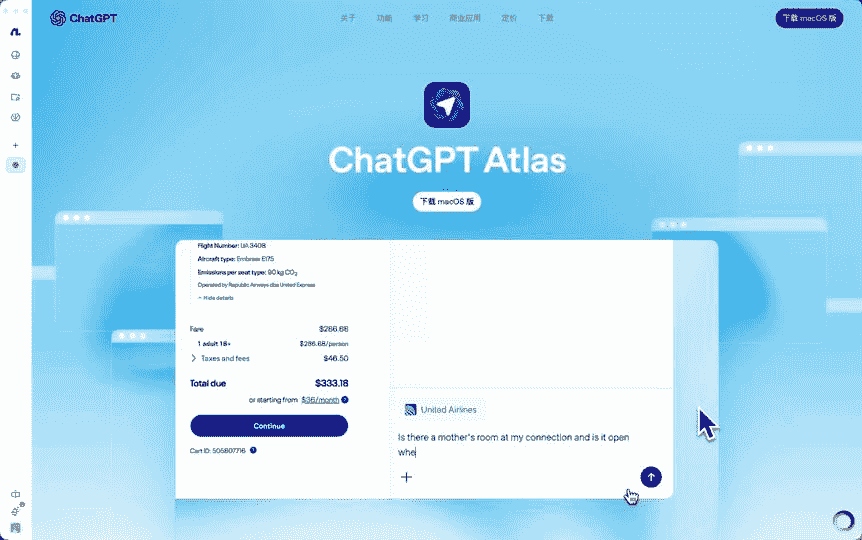 ChatGPT
关于 功能 学习 商业应用 定价 下载
下载 macOS 版
ChatGPT Atlas
下载 macOS 版
Flight Number: UA 3408
Aircraft type: Embraer E175
Emissions per seat type: 90 kg CO2
Operated by Republic Airways dba United Express
Hide details
Fare $286.68
1 adult 18+ $286.68/person
Taxes and fees $46.50
Total due $333.18
or starting from $36/month
Continue
Cart ID: 505807716
United Airlines
Is there a mother's room at my connection and is it open
whe